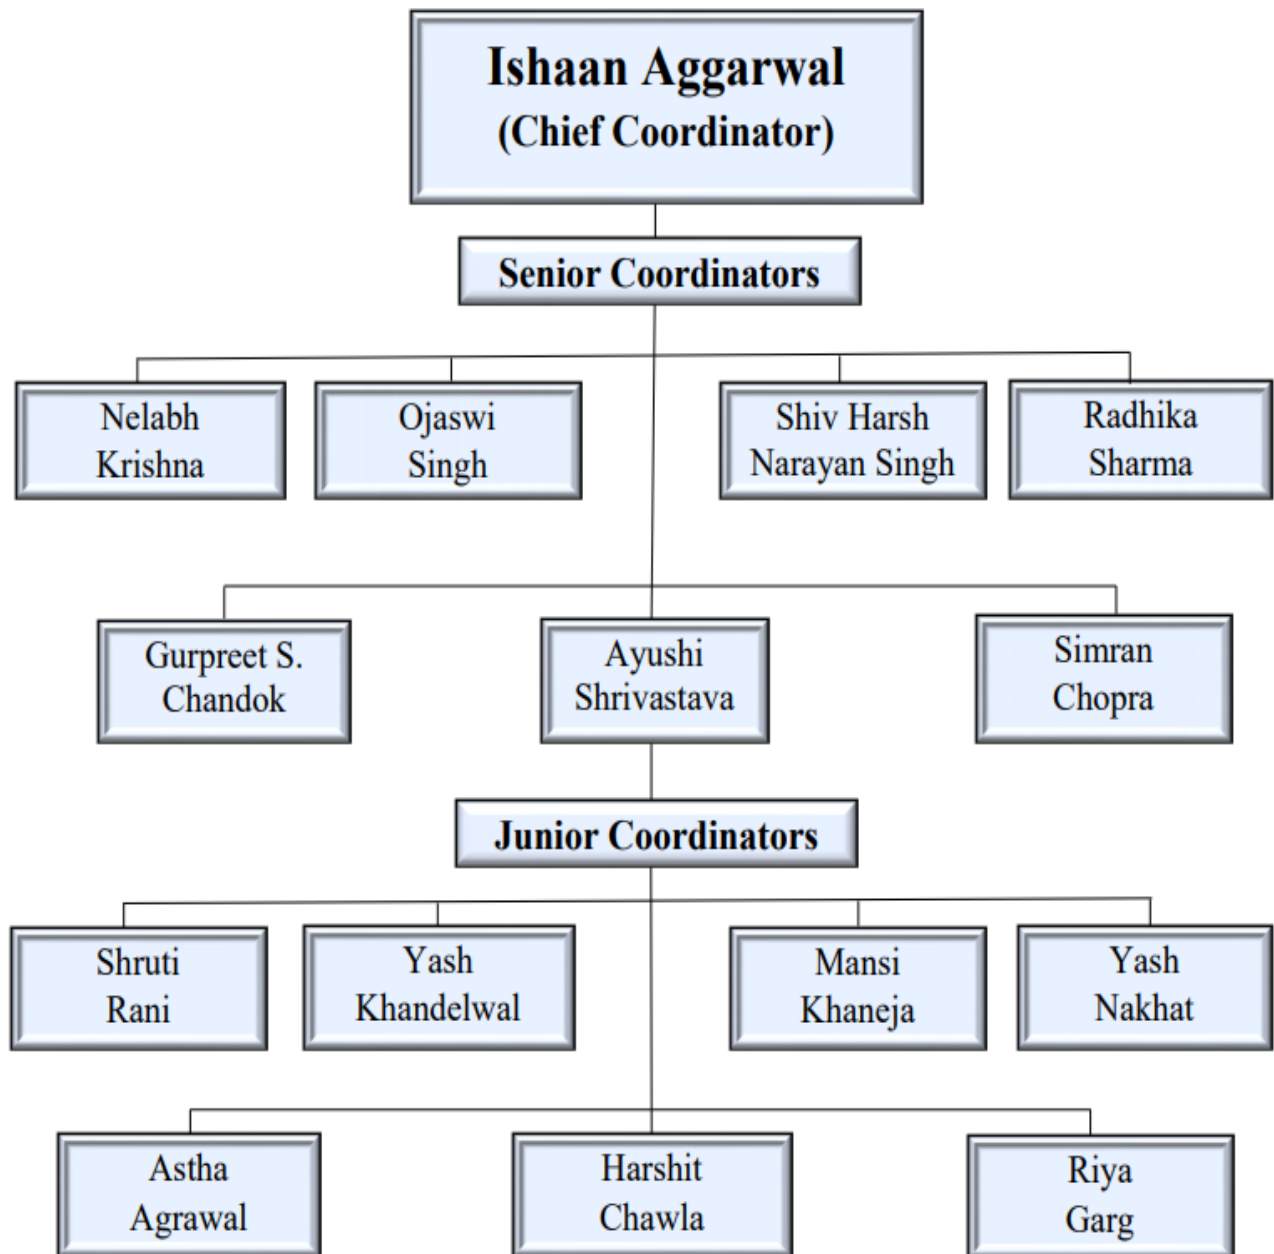 Ishaan Aggarwal
(Chief Coordinator)
Senior Coordinators
Nelabh
Krishna
Ojaswi
Singh
Shiv Harsh
Narayan Singh
Radhika
Sharma
Gurpreet S.
Chandok
Ayushi
Shrivastava
Simran
Chopra
Junior Coordinators
Shruti
Rani
Yash
Khandelwal
Mansi
Khaneja
Yash
Nakhat
Astha
Agrawal
Harshit
Chawla
Riya
Garg